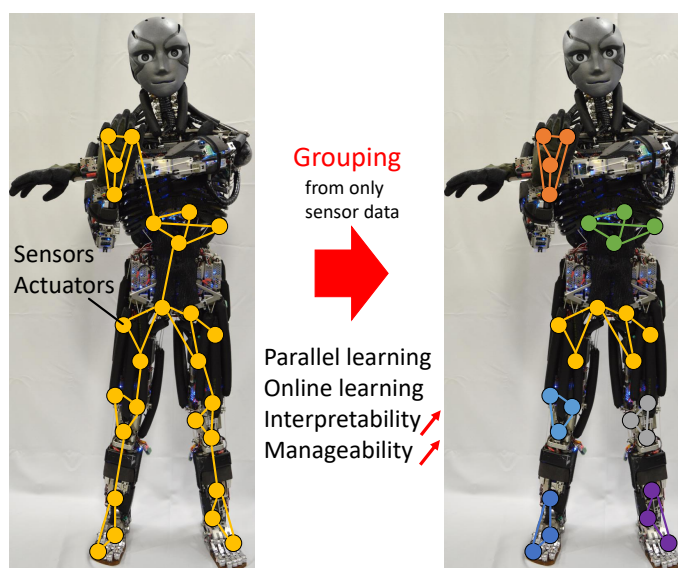 Grouping
from only
sensor data
Sensors
Actuators
Parallel learning
Online learning
Interpretability
Manageability